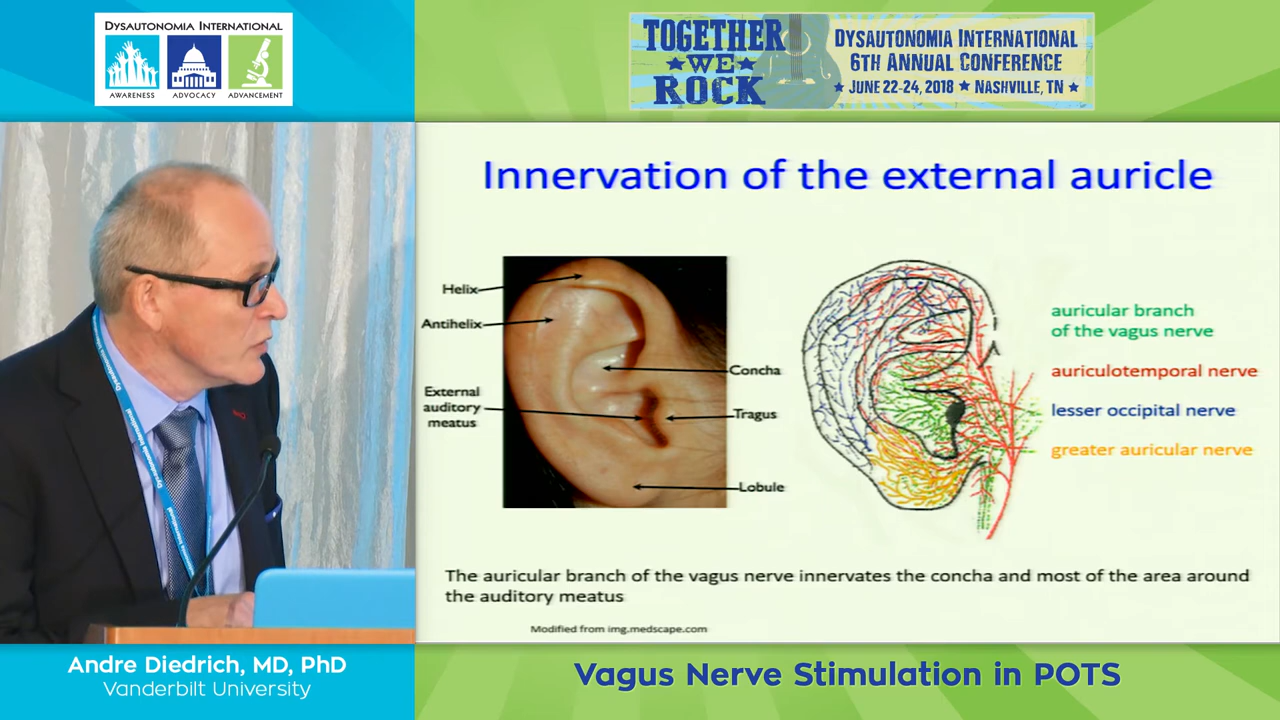 DYSAUTONOMIA INTERNATIONAL
AWARENESS
ADVOCACY
ADVANCEMENT
TOGETHER
WE
ROCK
DYSAUTONOMIA INTERNATIONAL
6TH ANNUAL CONFERENCE
JUNE 22-24, 2018 ★ NASHVILLE, TN
Innervation of the external auricle
Helix
Antihelix
External
auditory
meatus
Concha
Tragus
Lobule
auricular branch
of the vagus nerve
auriculotemporal nerve
lesser occipital nerve
greater auricular nerve
The auricular branch of the vagus nerve innervates the concha and most of the area around
the auditory meatus
Modified from img.medscape.com
Dysautonomia International
Andre Diedrich, MD, PhD
Vanderbilt University
Vagus Nerve Stimulation in POTS